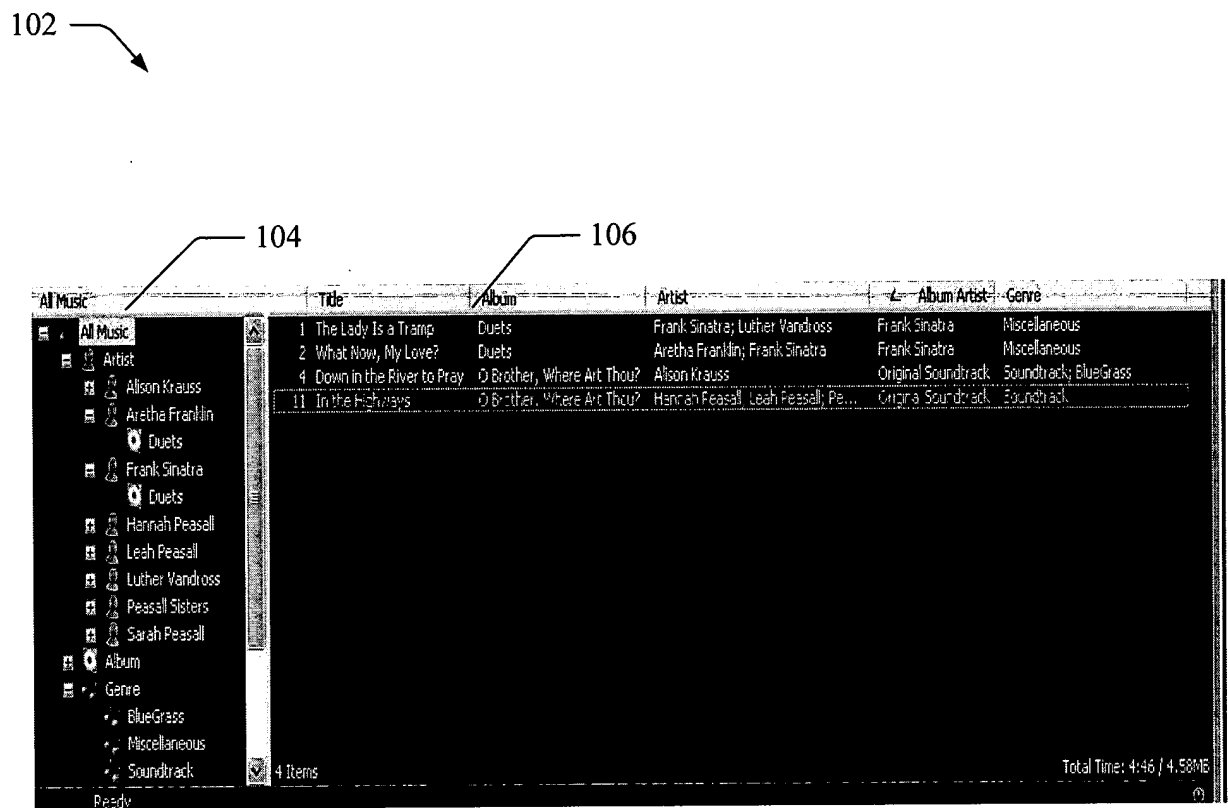 102
104
106
All Music Title Album Artist Album Artist Genre
All Music
Artist
Alison Krauss
Aretha Franklin
Duets
Frank Sinatra
Duets
Hannah Peasall
Leah Peasall
Luther Vandross
Peasall Sisters
Sarah Peasall
Album
Genre
BlueGrass
Miscellaneous
Soundtrack
1 The Lady Is a Tramp Duets Frank Sinatra; Luther Vandross Frank Sinatra Miscellaneous
2 What Now, My Love? Duets Aretha Franklin; Frank Sinatra Frank Sinatra Miscellaneous
4 Down in the River to Pray O Brother, Where Art Thou? Alison Krauss Original Soundtrack Soundtrack; BlueGrass
11 In the Highways O Brother, Where Art Thou? Hannah Peasall; Leah Peasall; Pe... Original Soundtrack Soundtrack
4 Items Total Time: 4:46 / 4.58MB
Ready